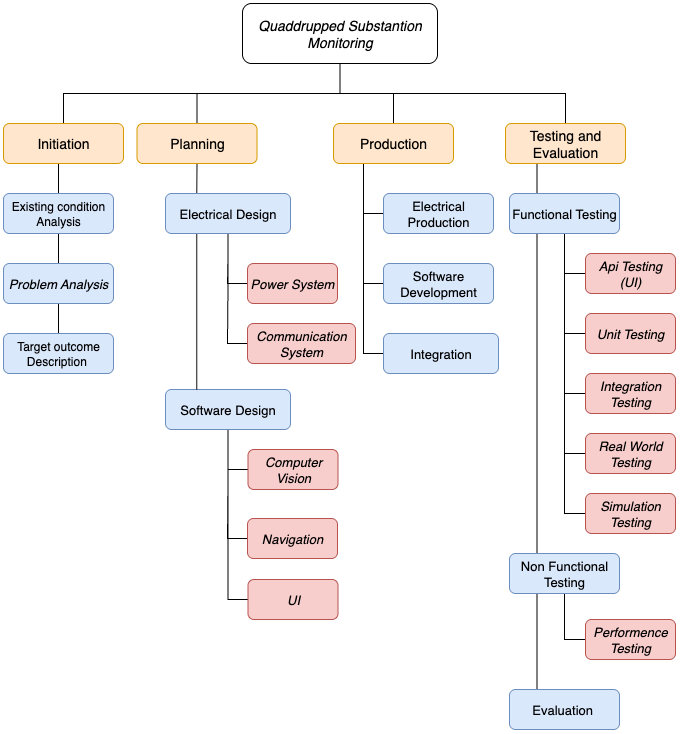 Quaddrupped Substantion
Monitoring
Initiation
Planning
Production
Testing and
Evaluation
Existing condition
Analysis
Problem Analysis
Target outcome
Description
Electrical Design
Power System
Communication
System
Software Design
Computer
Vision
Navigation
UI
Electrical
Production
Software
Development
Integration
Functional Testing
Api Testing
(UI)
Unit Testing
Integration
Testing
Real World
Testing
Simulation
Testing
Non Functional
Testing
Performence
Testing
Evaluation